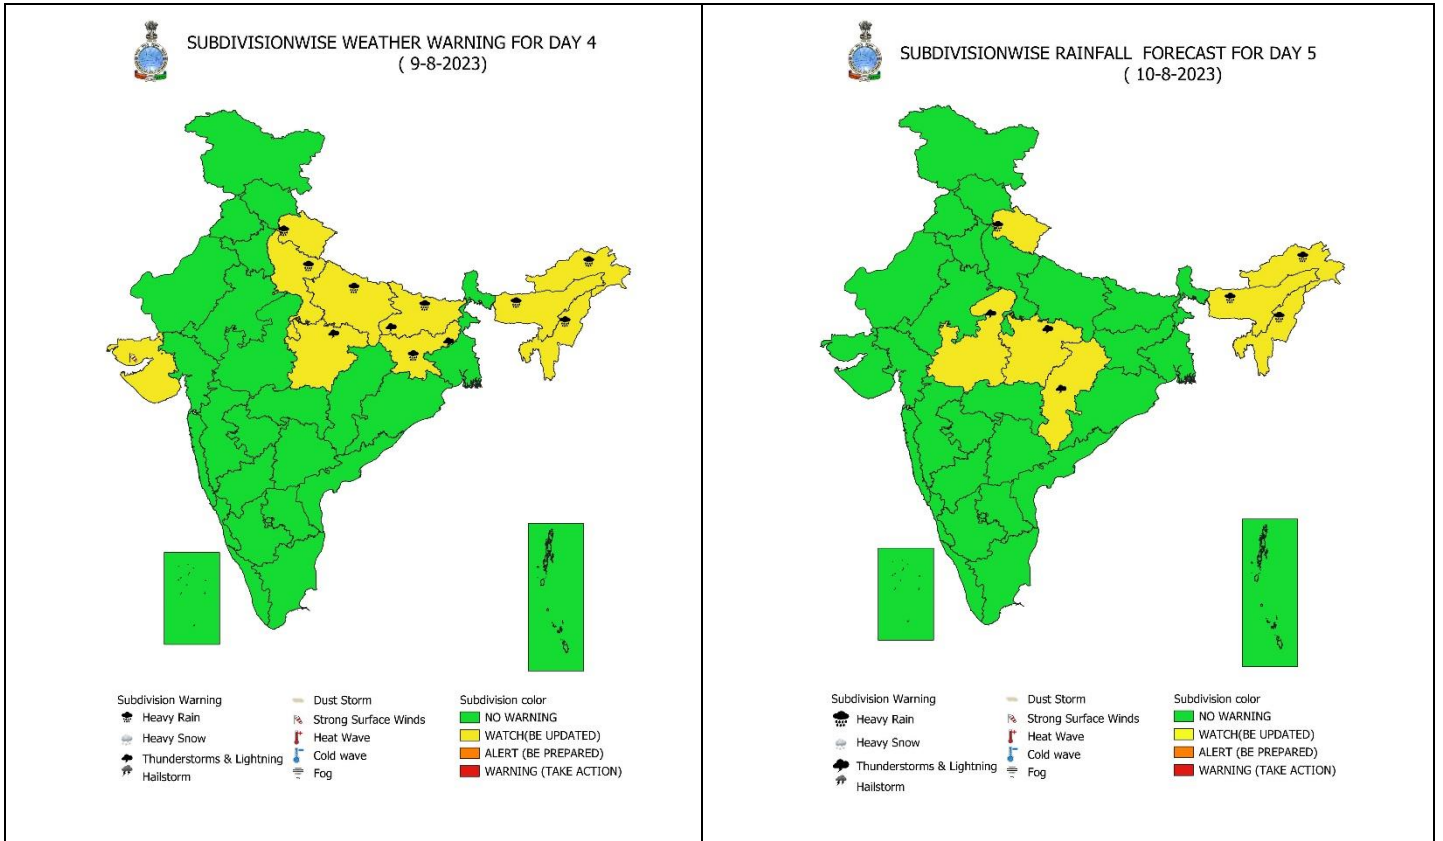 SUBDIVISIONWISE WEATHER WARNING FOR DAY 4
( 9-8-2023)
Subdivision Warning
Heavy Rain
Heavy Snow
Thunderstorms & Lightning
Hailstorm
Dust Storm
Strong Surface Winds
Heat Wave
Cold wave
Fog
Subdivision color
NO WARNING
WATCH(BE UPDATED)
ALERT (BE PREPARED)
WARNING (TAKE ACTION)
SUBDIVISIONWISE RAINFALL FORECAST FOR DAY 5
( 10-8-2023)
Subdivision Warning
Heavy Rain
Heavy Snow
Thunderstorms & Lightning
Hailstorm
Dust Storm
Strong Surface Winds
Heat Wave
Cold wave
Fog
Subdivision color
NO WARNING
WATCH(BE UPDATED)
ALERT (BE PREPARED)
WARNING (TAKE ACTION)